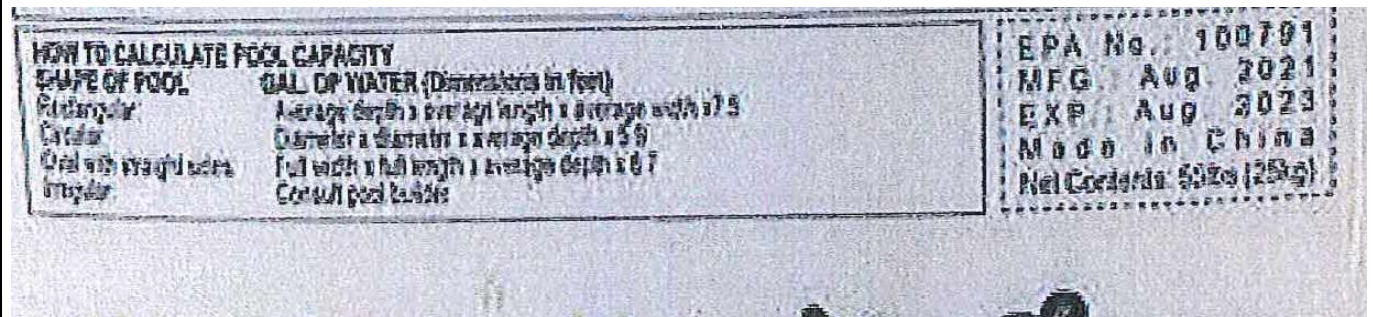 HOW TO CALCULATE POOL CAPACITY
SHAPE OF POOL GAL. OF WATER (Dimensions in feet)
Rectangular Average depth x average length x average width x 7.5
Circular Diameter x diameter x average depth x 5.9
Oval with straight sides Full width x full length x average depth x 6.7
Irregular Consult pool builder
EPA No.: 100791
MFG.: Aug. 2021
EXP.: Aug. 2023
Made in China
Net Contents: (25kg)